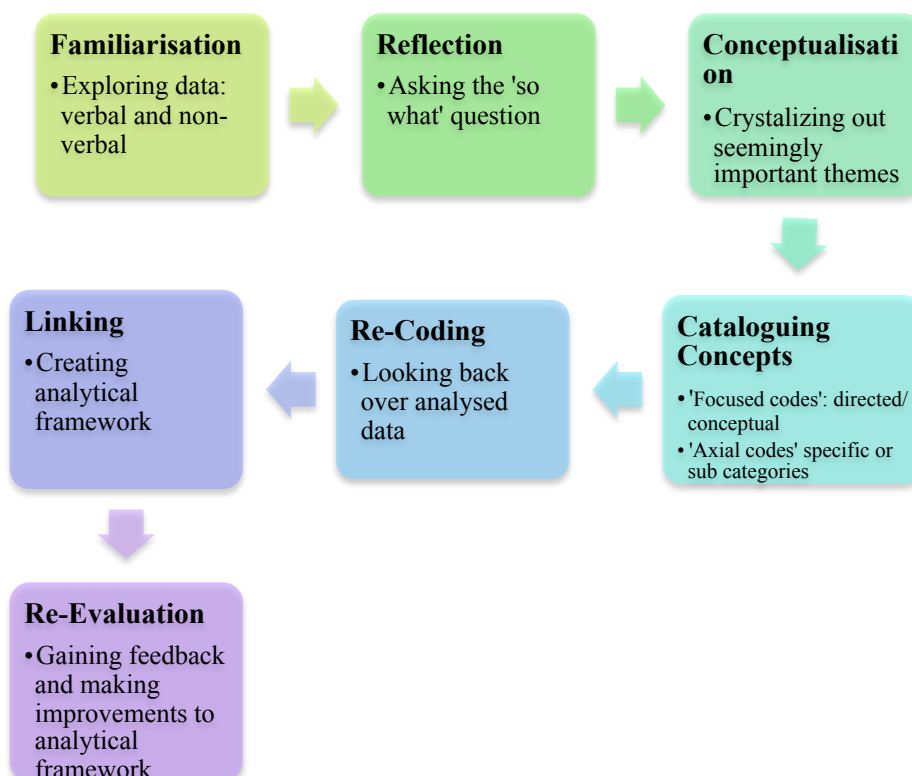 Familiarisation
•Exploring data:
verbal and non-
verbal
Reflection
•Asking the 'so
what' question
Conceptualisati
on
•Crystalizing out
seemingly
important themes
Cataloguing
Concepts
•'Focused codes': directed/
conceptual
•'Axial codes' specific or
sub categories
Re-Coding
•Looking back
over analysed
data
Linking
•Creating
analytical
framework
Re-Evaluation
•Gaining feedback
and making
improvements to
analytical
framework